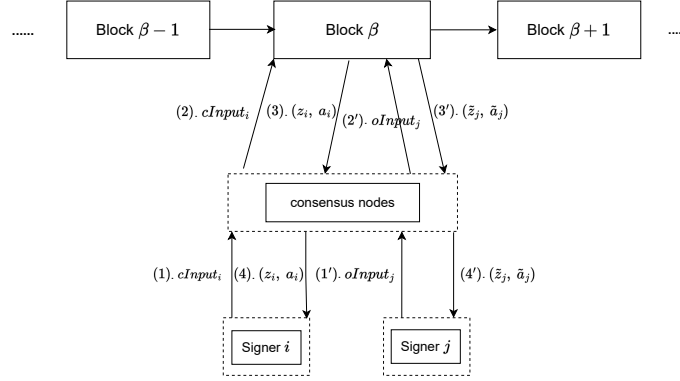 ......
Block β − 1
Block β
Block β + 1
....
(2). cInput_i
(3). (z_i, a_i)
(2′). oInput_j
(3′). (z̃_j, ã_j)
consensus nodes
(1). cInput_i
(4). (z_i, a_i)
(1′). oInput_j
(4′). (z̃_j, ã_j)
Signer i
Signer j